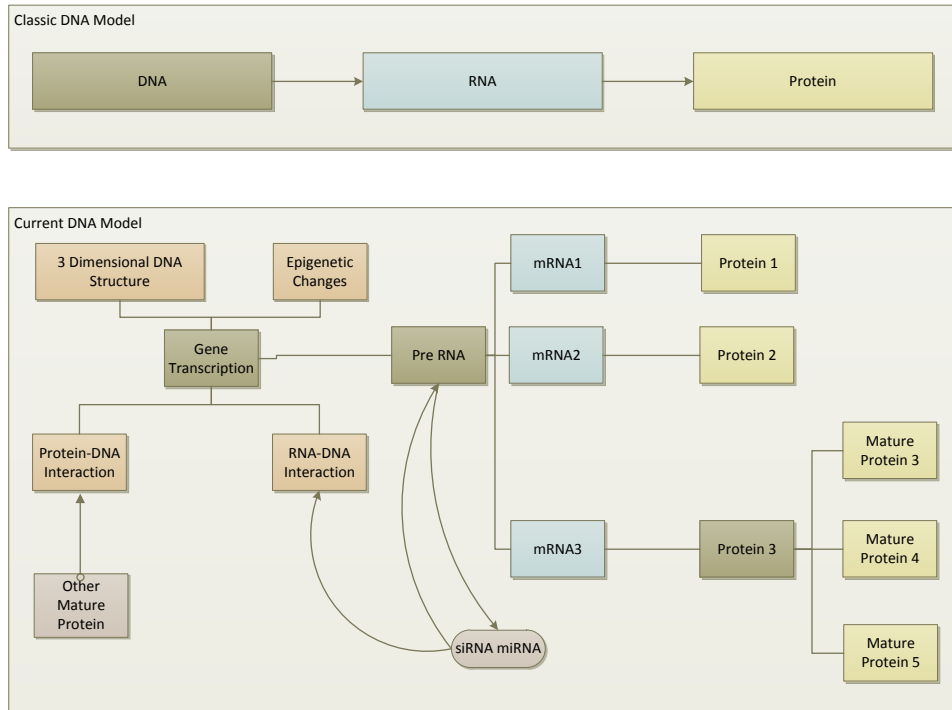 Classic DNA Model
DNA
RNA
Protein
Current DNA Model
3 Dimensional DNA
Structure
Epigenetic
Changes
mRNA1
Protein 1
Gene
Transcription
Pre RNA
mRNA2
Protein 2
Protein-DNA
Interaction
RNA-DNA
Interaction
Mature
Protein 3
mRNA3
Protein 3
Mature
Protein 4
Other
Mature
Protein
siRNA miRNA
Mature
Protein 5